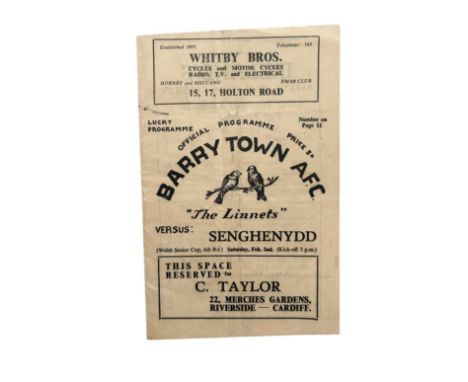 Established 1895 Telephone: 163
WHITBY BROS.
CYCLES and MOTOR CYCLES
RADIO, T.V. and ELECTRICAL
HORNBY and MECCANO XMAS CLUB
15, 17, HOLTON ROAD
LUCKY PROGRAMME
Number on Page 11
OFFICIAL PROGRAMME PRICE 3D
BARRY TOWN A.F.C.
"The Linnets"
VERSUS: SENGHENYDD
(Welsh Senior Cup, 6th Rd.) Saturday, Feb. 2nd. (Kick-off 3 p.m.)
THIS SPACE
RESERVED for
C. TAYLOR
22, MERCHES GARDENS,
RIVERSIDE — CARDIFF.